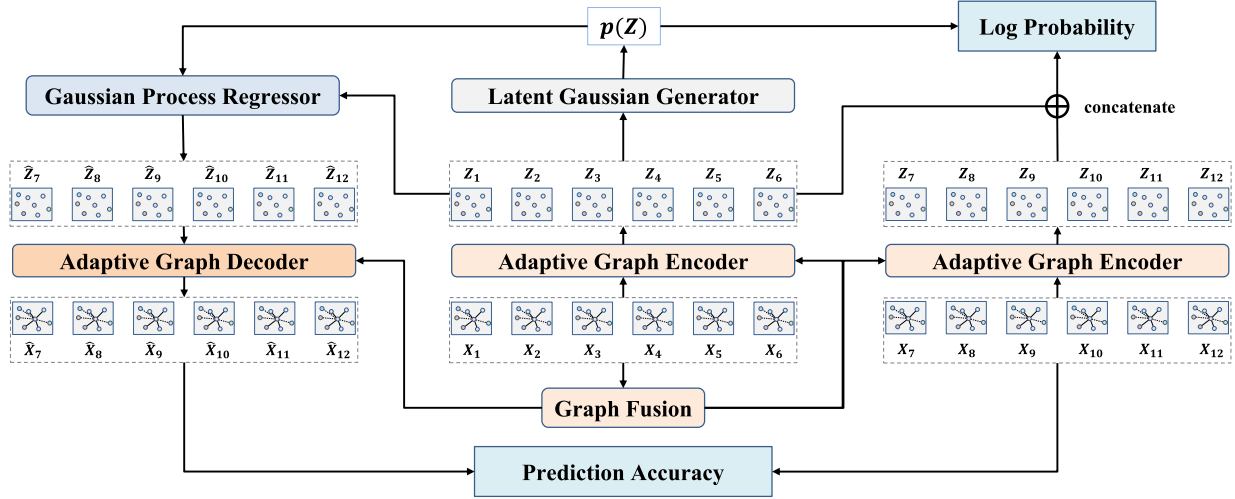 p(Z)
Log Probability
Gaussian Process Regressor
Latent Gaussian Generator
concatenate
Ẑ₇ Ẑ₈ Ẑ₉ Ẑ₁₀ Ẑ₁₁ Ẑ₁₂
Z₁ Z₂ Z₃ Z₄ Z₅ Z₆
Z₇ Z₈ Z₉ Z₁₀ Z₁₁ Z₁₂
Adaptive Graph Decoder
Adaptive Graph Encoder
Adaptive Graph Encoder
X̂₇ X̂₈ X̂₉ X̂₁₀ X̂₁₁ X̂₁₂
X₁ X₂ X₃ X₄ X₅ X₆
X₇ X₈ X₉ X₁₀ X₁₁ X₁₂
Graph Fusion
Prediction Accuracy